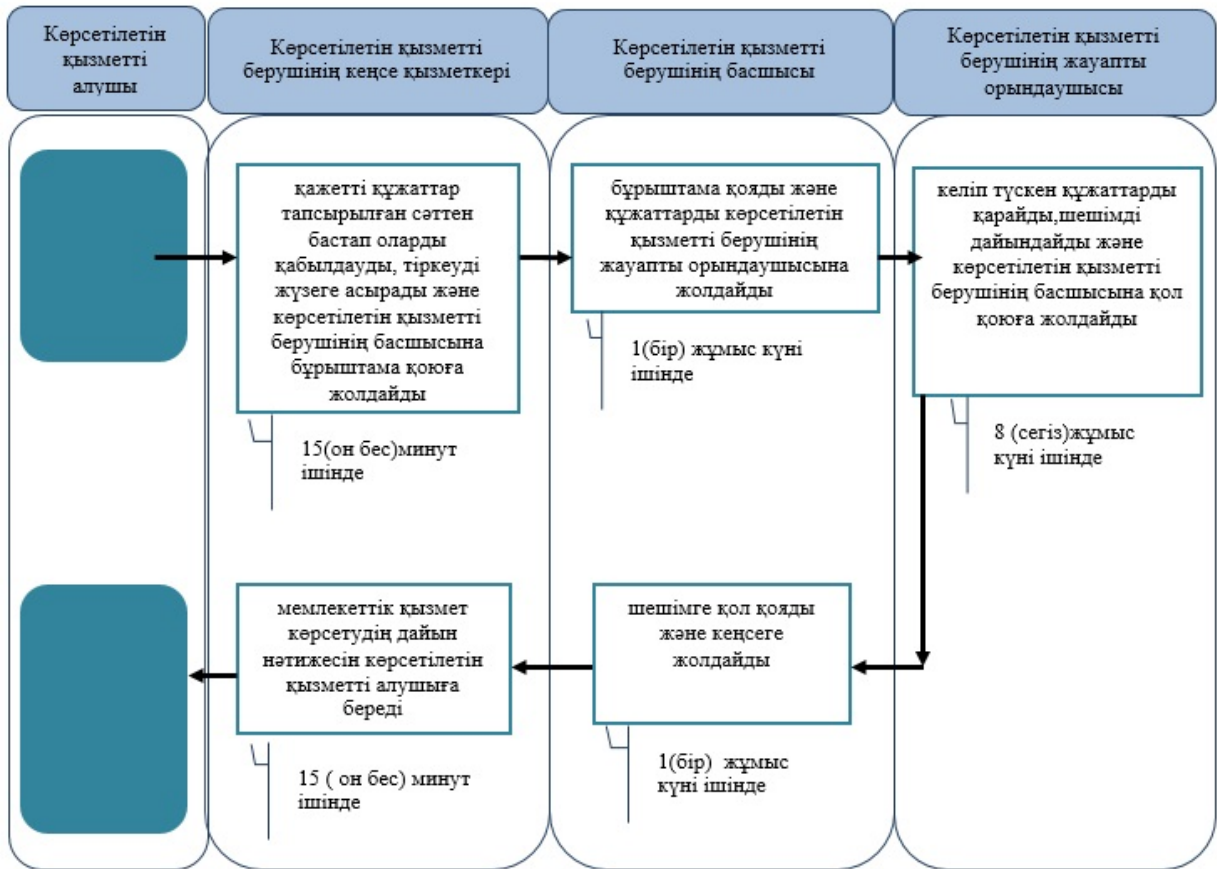 Көрсетілетін
қызметті
алушы
Көрсетілетін қызметті
берушінің кеңсе қызметкері
Көрсетілетін қызметті
берушінің басшысы
Көрсетілетін қызметті
берушінің жауапты
орындаушысы
қажетті құжаттар
тапсырылған сәттен
бастап оларды
қабылдауды, тіркеуді
жүзеге асырады және
көрсетілетін қызметті
берушінің басшысына
бұрыштама қоюға
жолдайды
15(он бес)минут
ішінде
бұрыштама қояды және
құжаттарды көрсетілетін
қызметті берушінің
жауапты орындаушысына
жолдайды
1(бір) жұмыс күні
ішінде
келіп түскен құжаттарды
қарайды,шешімді
дайындайды және
көрсетілетін қызметті
берушінің басшысына қол
қоюға жолдайды
8 (сегіз)жұмыс
күні ішінде
мемлекеттік қызмет
көрсетудің дайын
нәтижесін көрсетілетін
қызметті алушыға
береді
15 ( он бес) минут
ішінде
шешімге қол қояды
және кеңсеге
жолдайды
1(бір) жұмыс
күні ішінде